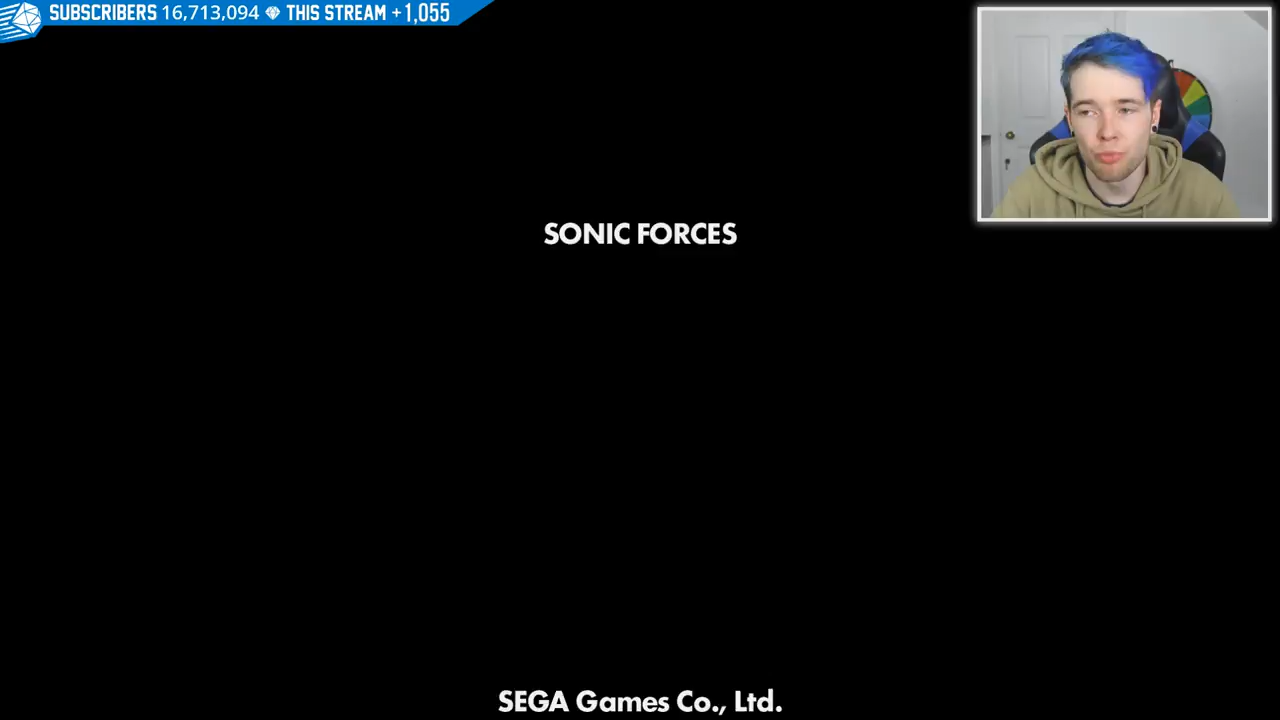 SUBSCRIBERS 16,713,094 THIS STREAM +1,055
SONIC FORCES
SEGA Games Co., Ltd.